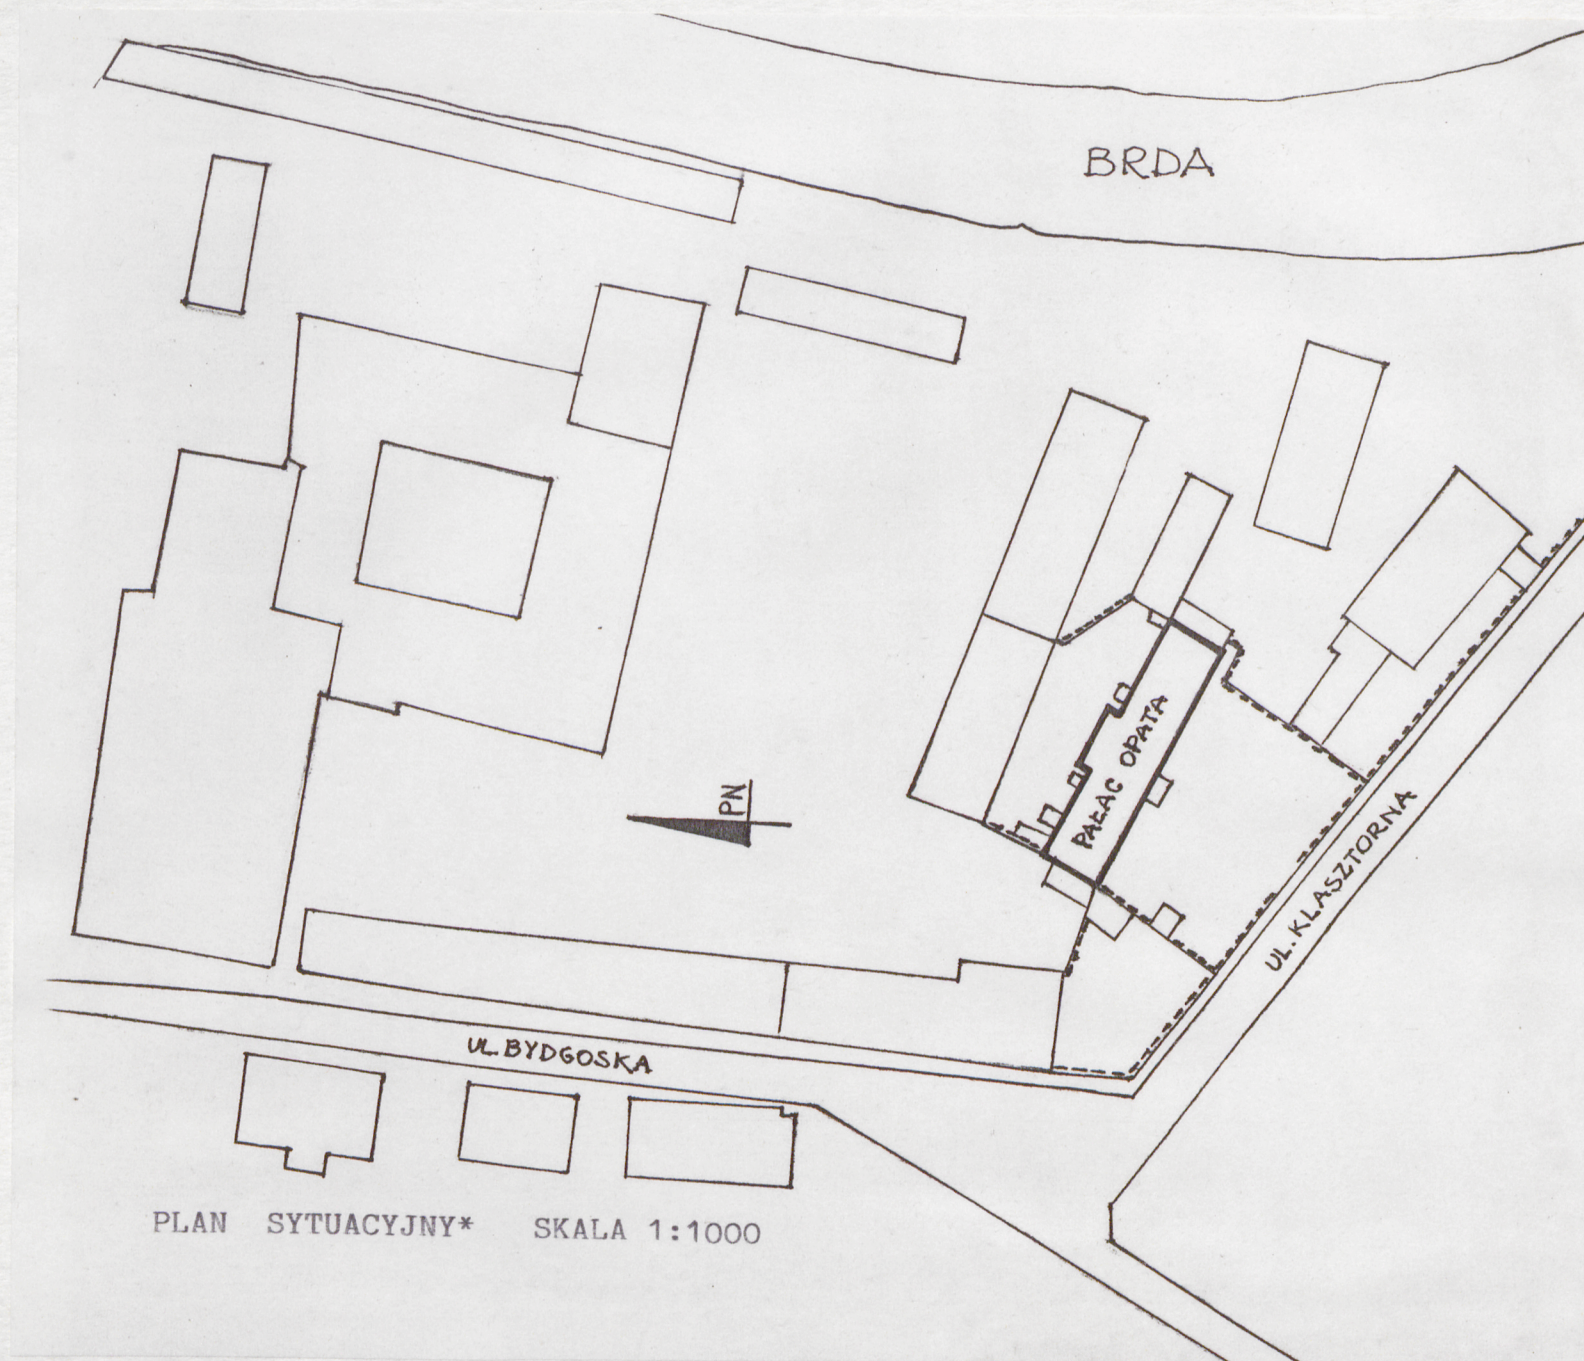 BRDA
PAŁAC OPATA
PN
UL. KLASZTORNA
UL. BYDGOSKA
PLAN SYTUACYJNY* SKALA 1:1000